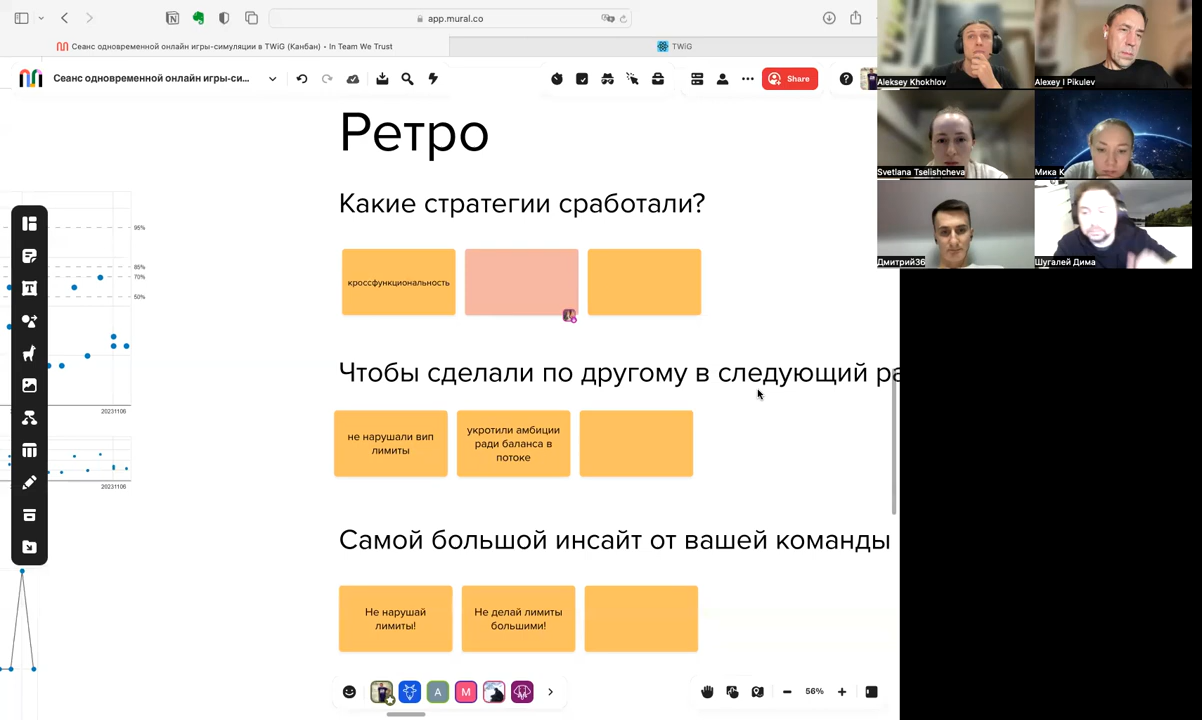 app.mural.co
Сеанс одновременной онлайн игры-симуляции в TWiG (Канбан) • In Team We Trust
TWiG
Сеанс одновременной онлайн игры-си...
Share
Aleksey Khokhlov
Alexey I Pikulev
Svetlana Tselishcheva
Мика К
Дмитрий36
Шугалей Дима
Ретро
Какие стратегии сработали?
кроссфункциональность
Чтобы сделали по другому в следующий ра
не нарушали вип
лимиты
укротили амбиции
ради баланса в
потоке
Самой большой инсайт от вашей команды
Не нарушай
лимиты!
Не делай лимиты
большими!
95%
85%
70%
50%
20231106
20231106
A
M
56%